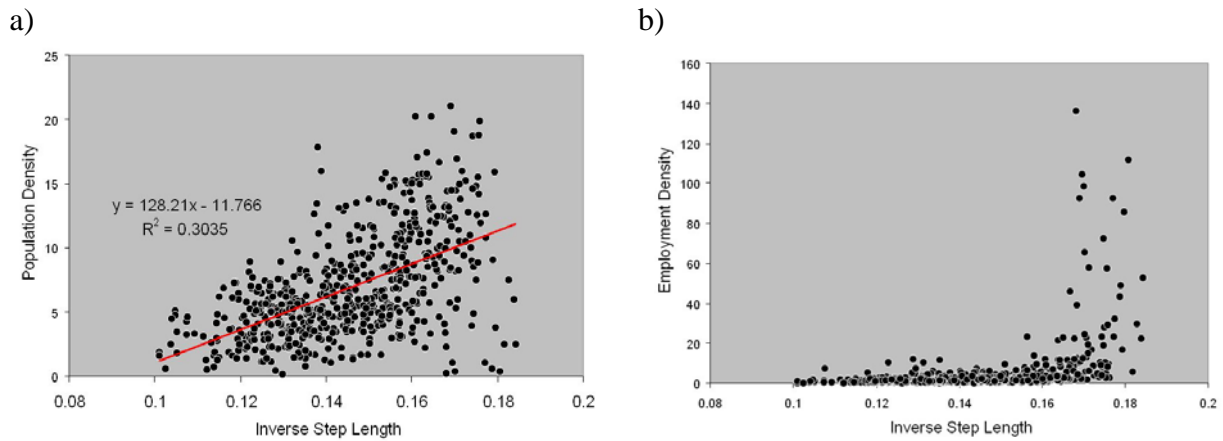 a)
25
20
15
10
5
0
Population Density
y = 128.21x - 11.766
R² = 0.3035
0.08 0.1 0.12 0.14 0.16 0.18 0.2
Inverse Step Length
b)
160
140
120
100
80
60
40
20
0
Employment Density
0.08 0.1 0.12 0.14 0.16 0.18 0.2
Inverse Step Length